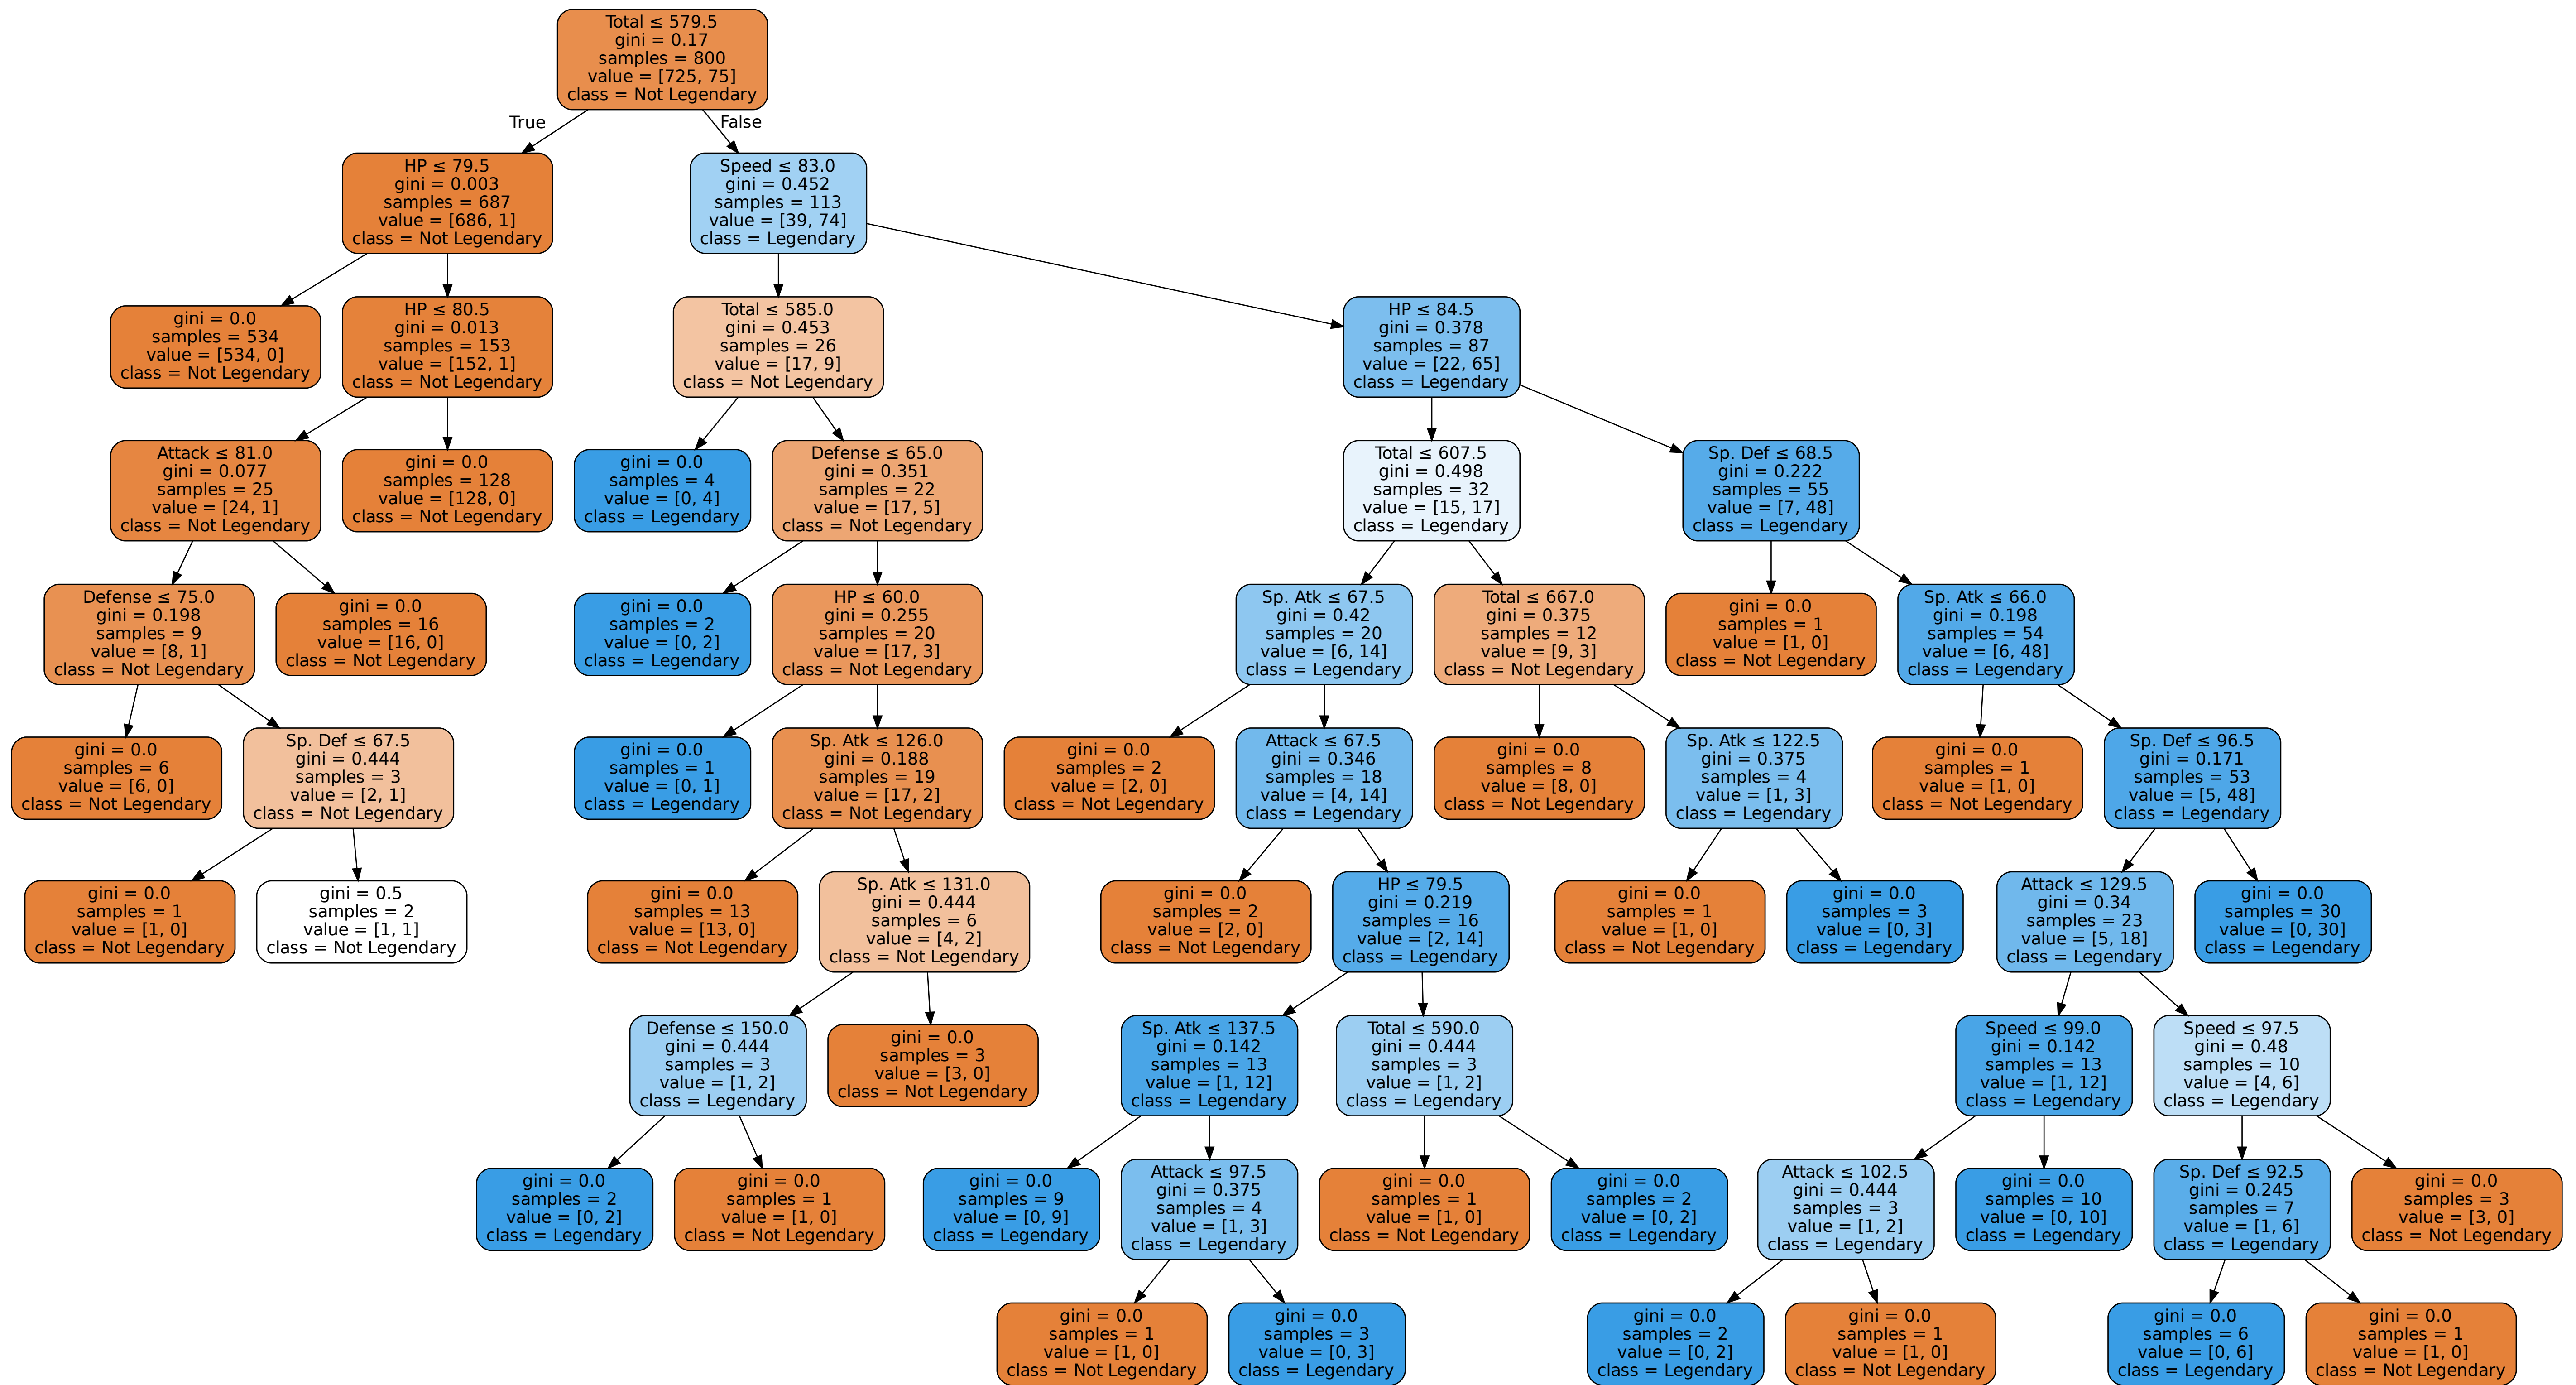 Total ≤ 579.5
gini = 0.17
samples = 800
value = [725, 75]
class = Not Legendary
True
False
HP ≤ 79.5
gini = 0.003
samples = 687
value = [686, 1]
class = Not Legendary
Speed ≤ 83.0
gini = 0.452
samples = 113
value = [39, 74]
class = Legendary
gini = 0.0
samples = 534
value = [534, 0]
class = Not Legendary
HP ≤ 80.5
gini = 0.013
samples = 153
value = [152, 1]
class = Not Legendary
Total ≤ 585.0
gini = 0.453
samples = 26
value = [17, 9]
class = Not Legendary
HP ≤ 84.5
gini = 0.378
samples = 87
value = [22, 65]
class = Legendary
Attack ≤ 81.0
gini = 0.077
samples = 25
value = [24, 1]
class = Not Legendary
gini = 0.0
samples = 128
value = [128, 0]
class = Not Legendary
gini = 0.0
samples = 4
value = [0, 4]
class = Legendary
Defense ≤ 65.0
gini = 0.351
samples = 22
value = [17, 5]
class = Not Legendary
Total ≤ 607.5
gini = 0.498
samples = 32
value = [15, 17]
class = Legendary
Sp. Def ≤ 68.5
gini = 0.222
samples = 55
value = [7, 48]
class = Legendary
Defense ≤ 75.0
gini = 0.198
samples = 9
value = [8, 1]
class = Not Legendary
gini = 0.0
samples = 16
value = [16, 0]
class = Not Legendary
gini = 0.0
samples = 2
value = [0, 2]
class = Legendary
HP ≤ 60.0
gini = 0.255
samples = 20
value = [17, 3]
class = Not Legendary
Sp. Atk ≤ 67.5
gini = 0.42
samples = 20
value = [6, 14]
class = Legendary
Total ≤ 667.0
gini = 0.375
samples = 12
value = [9, 3]
class = Not Legendary
gini = 0.0
samples = 1
value = [1, 0]
class = Not Legendary
Sp. Atk ≤ 66.0
gini = 0.198
samples = 54
value = [6, 48]
class = Legendary
gini = 0.0
samples = 6
value = [6, 0]
class = Not Legendary
Sp. Def ≤ 67.5
gini = 0.444
samples = 3
value = [2, 1]
class = Not Legendary
gini = 0.0
samples = 1
value = [0, 1]
class = Legendary
Sp. Atk ≤ 126.0
gini = 0.188
samples = 19
value = [17, 2]
class = Not Legendary
gini = 0.0
samples = 2
value = [2, 0]
class = Not Legendary
Attack ≤ 67.5
gini = 0.346
samples = 18
value = [4, 14]
class = Legendary
gini = 0.0
samples = 8
value = [8, 0]
class = Not Legendary
Sp. Atk ≤ 122.5
gini = 0.375
samples = 4
value = [1, 3]
class = Legendary
gini = 0.0
samples = 1
value = [1, 0]
class = Not Legendary
Sp. Def ≤ 96.5
gini = 0.171
samples = 53
value = [5, 48]
class = Legendary
gini = 0.0
samples = 1
value = [1, 0]
class = Not Legendary
gini = 0.5
samples = 2
value = [1, 1]
class = Not Legendary
gini = 0.0
samples = 13
value = [13, 0]
class = Not Legendary
Sp. Atk ≤ 131.0
gini = 0.444
samples = 6
value = [4, 2]
class = Not Legendary
gini = 0.0
samples = 2
value = [2, 0]
class = Not Legendary
HP ≤ 79.5
gini = 0.219
samples = 16
value = [2, 14]
class = Legendary
gini = 0.0
samples = 1
value = [1, 0]
class = Not Legendary
gini = 0.0
samples = 3
value = [0, 3]
class = Legendary
Attack ≤ 129.5
gini = 0.34
samples = 23
value = [5, 18]
class = Legendary
gini = 0.0
samples = 30
value = [0, 30]
class = Legendary
Defense ≤ 150.0
gini = 0.444
samples = 3
value = [1, 2]
class = Legendary
gini = 0.0
samples = 3
value = [3, 0]
class = Not Legendary
Sp. Atk ≤ 137.5
gini = 0.142
samples = 13
value = [1, 12]
class = Legendary
Total ≤ 590.0
gini = 0.444
samples = 3
value = [1, 2]
class = Legendary
Speed ≤ 99.0
gini = 0.142
samples = 13
value = [1, 12]
class = Legendary
Speed ≤ 97.5
gini = 0.48
samples = 10
value = [4, 6]
class = Legendary
gini = 0.0
samples = 2
value = [0, 2]
class = Legendary
gini = 0.0
samples = 1
value = [1, 0]
class = Not Legendary
gini = 0.0
samples = 9
value = [0, 9]
class = Legendary
Attack ≤ 97.5
gini = 0.375
samples = 4
value = [1, 3]
class = Legendary
gini = 0.0
samples = 1
value = [1, 0]
class = Not Legendary
gini = 0.0
samples = 2
value = [0, 2]
class = Legendary
Attack ≤ 102.5
gini = 0.444
samples = 3
value = [1, 2]
class = Legendary
gini = 0.0
samples = 10
value = [0, 10]
class = Legendary
Sp. Def ≤ 92.5
gini = 0.245
samples = 7
value = [1, 6]
class = Legendary
gini = 0.0
samples = 3
value = [3, 0]
class = Not Legendary
gini = 0.0
samples = 1
value = [1, 0]
class = Not Legendary
gini = 0.0
samples = 3
value = [0, 3]
class = Legendary
gini = 0.0
samples = 2
value = [0, 2]
class = Legendary
gini = 0.0
samples = 1
value = [1, 0]
class = Not Legendary
gini = 0.0
samples = 6
value = [0, 6]
class = Legendary
gini = 0.0
samples = 1
value = [1, 0]
class = Not Legendary